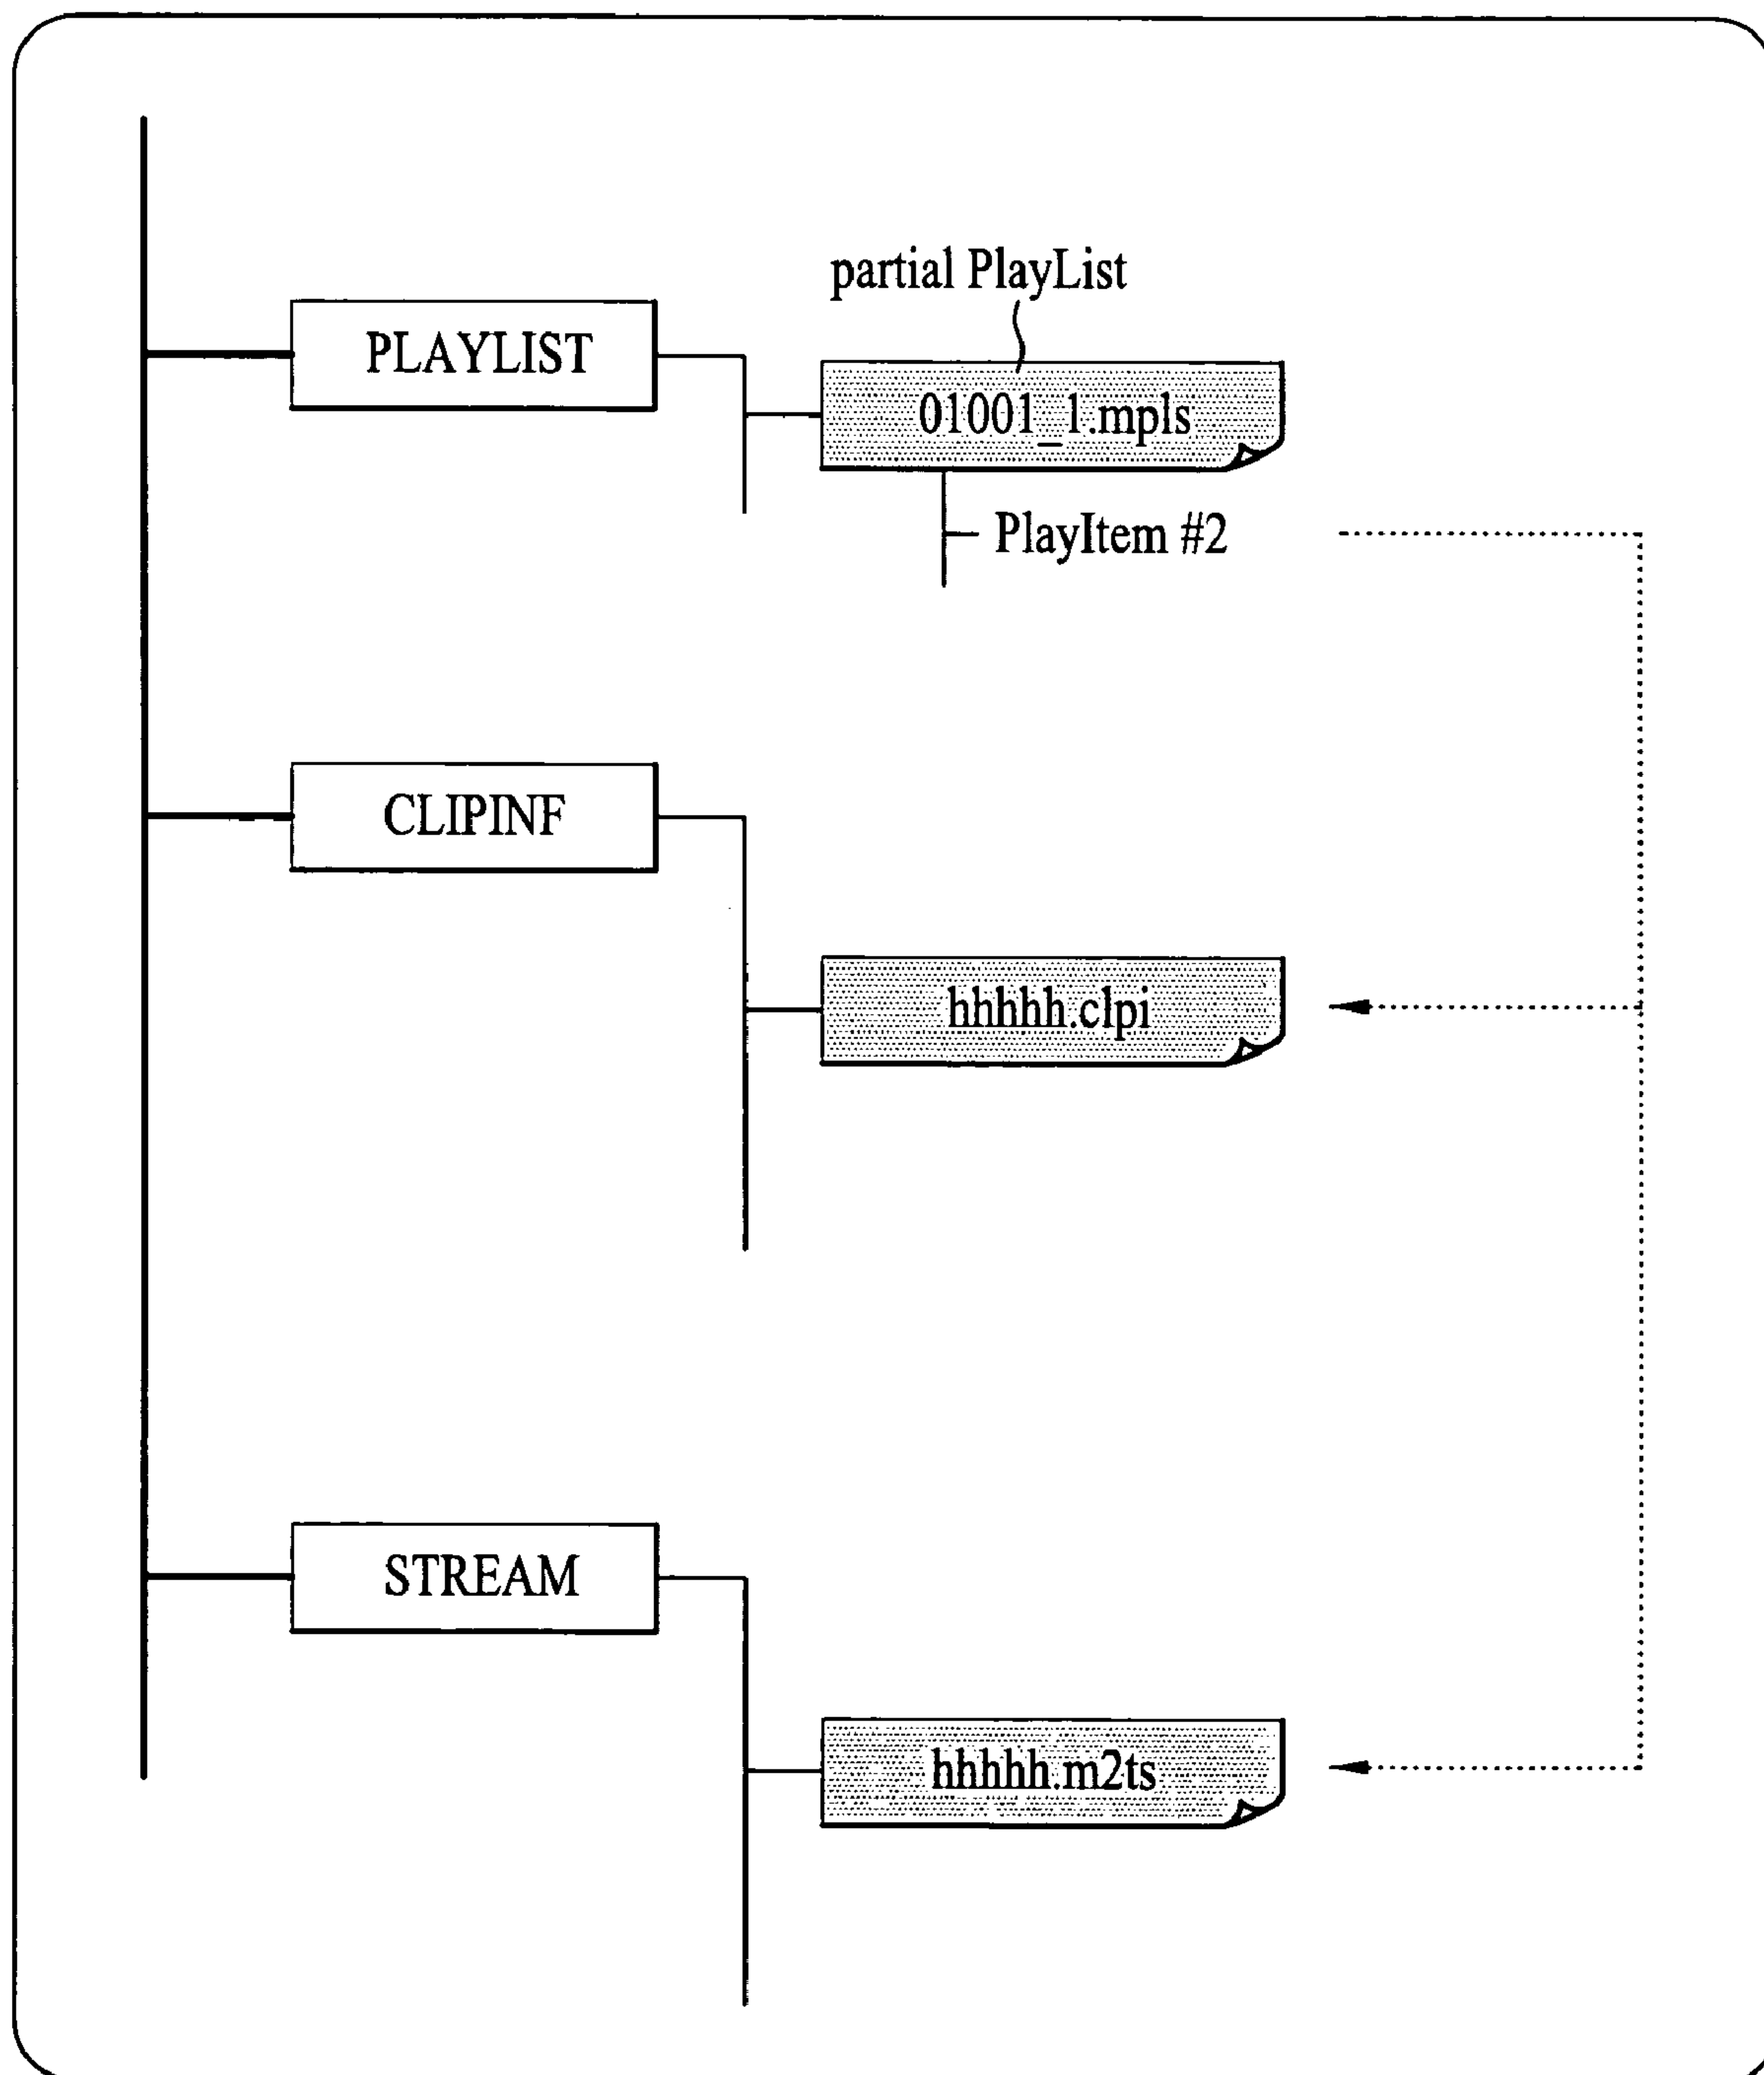 partial PlayList
PLAYLIST
01001_1.mpls
PlayItem #2
CLIPINF
hhhhh.clpi
STREAM
hhhhh.m2ts